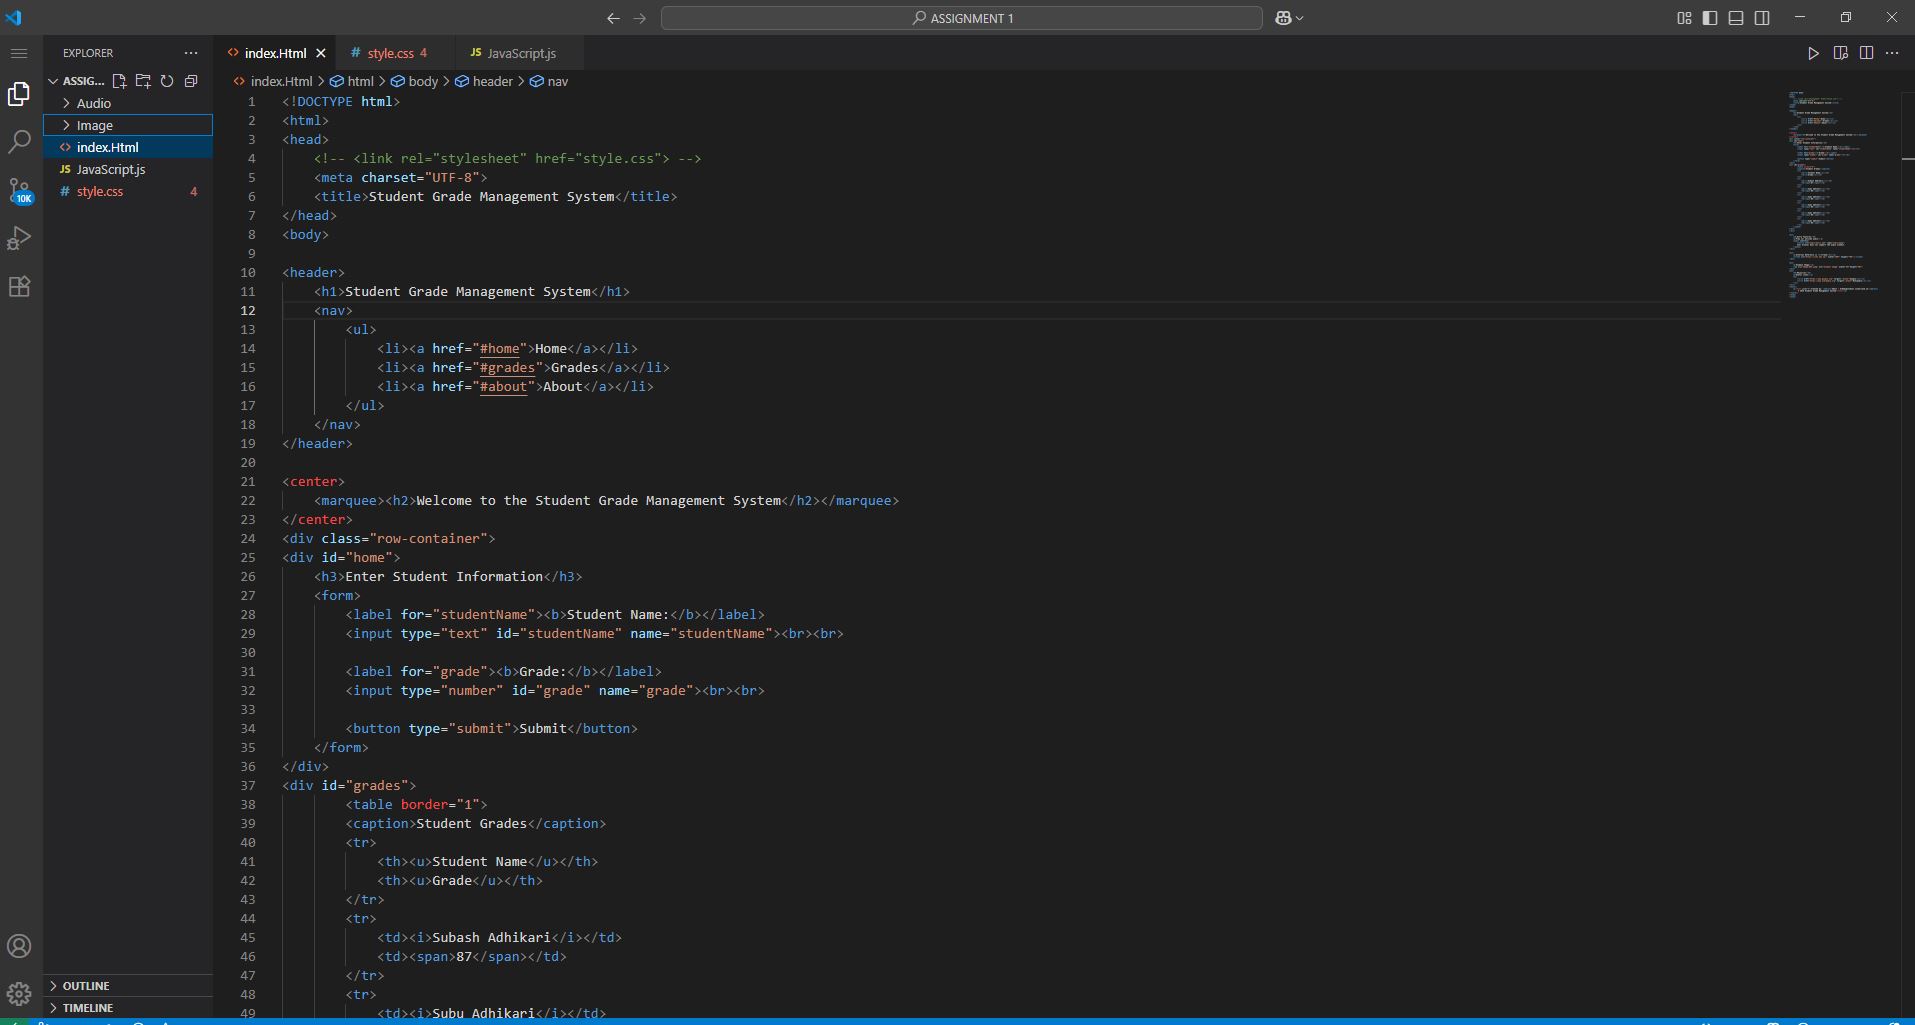 ASSIGNMENT 1
EXPLORER
ASSIG...
Audio
Image
index.Html
JS JavaScript.js
# style.css 4
10K
OUTLINE
TIMELINE
index.Html
# style.css 4
JS JavaScript.js
index.Html > html > body > header > nav
1 <!DOCTYPE html>
2 <html>
3 <head>
4 <!-- <link rel="stylesheet" href="style.css"> -->
5 <meta charset="UTF-8">
6 <title>Student Grade Management System</title>
7 </head>
8 <body>
9
10 <header>
11 <h1>Student Grade Management System</h1>
12 <nav>
13 <ul>
14 <li><a href="#home">Home</a></li>
15 <li><a href="#grades">Grades</a></li>
16 <li><a href="#about">About</a></li>
17 </ul>
18 </nav>
19 </header>
20
21 <center>
22 <marquee><h2>Welcome to the Student Grade Management System</h2></marquee>
23 </center>
24 <div class="row-container">
25 <div id="home">
26 <h3>Enter Student Information</h3>
27 <form>
28 <label for="studentName"><b>Student Name:</b></label>
29 <input type="text" id="studentName" name="studentName"><br><br>
30
31 <label for="grade"><b>Grade:</b></label>
32 <input type="number" id="grade" name="grade"><br><br>
33
34 <button type="submit">Submit</button>
35 </form>
36 </div>
37 <div id="grades">
38 <table border="1">
39 <caption>Student Grades</caption>
40 <tr>
41 <th><u>Student Name</u></th>
42 <th><u>Grade</u></th>
43 </tr>
44 <tr>
45 <td><i>Subash Adhikari</i></td>
46 <td><span>87</span></td>
47 </tr>
48 <tr>
49 <td><i>Subu Adhikari</i></td>